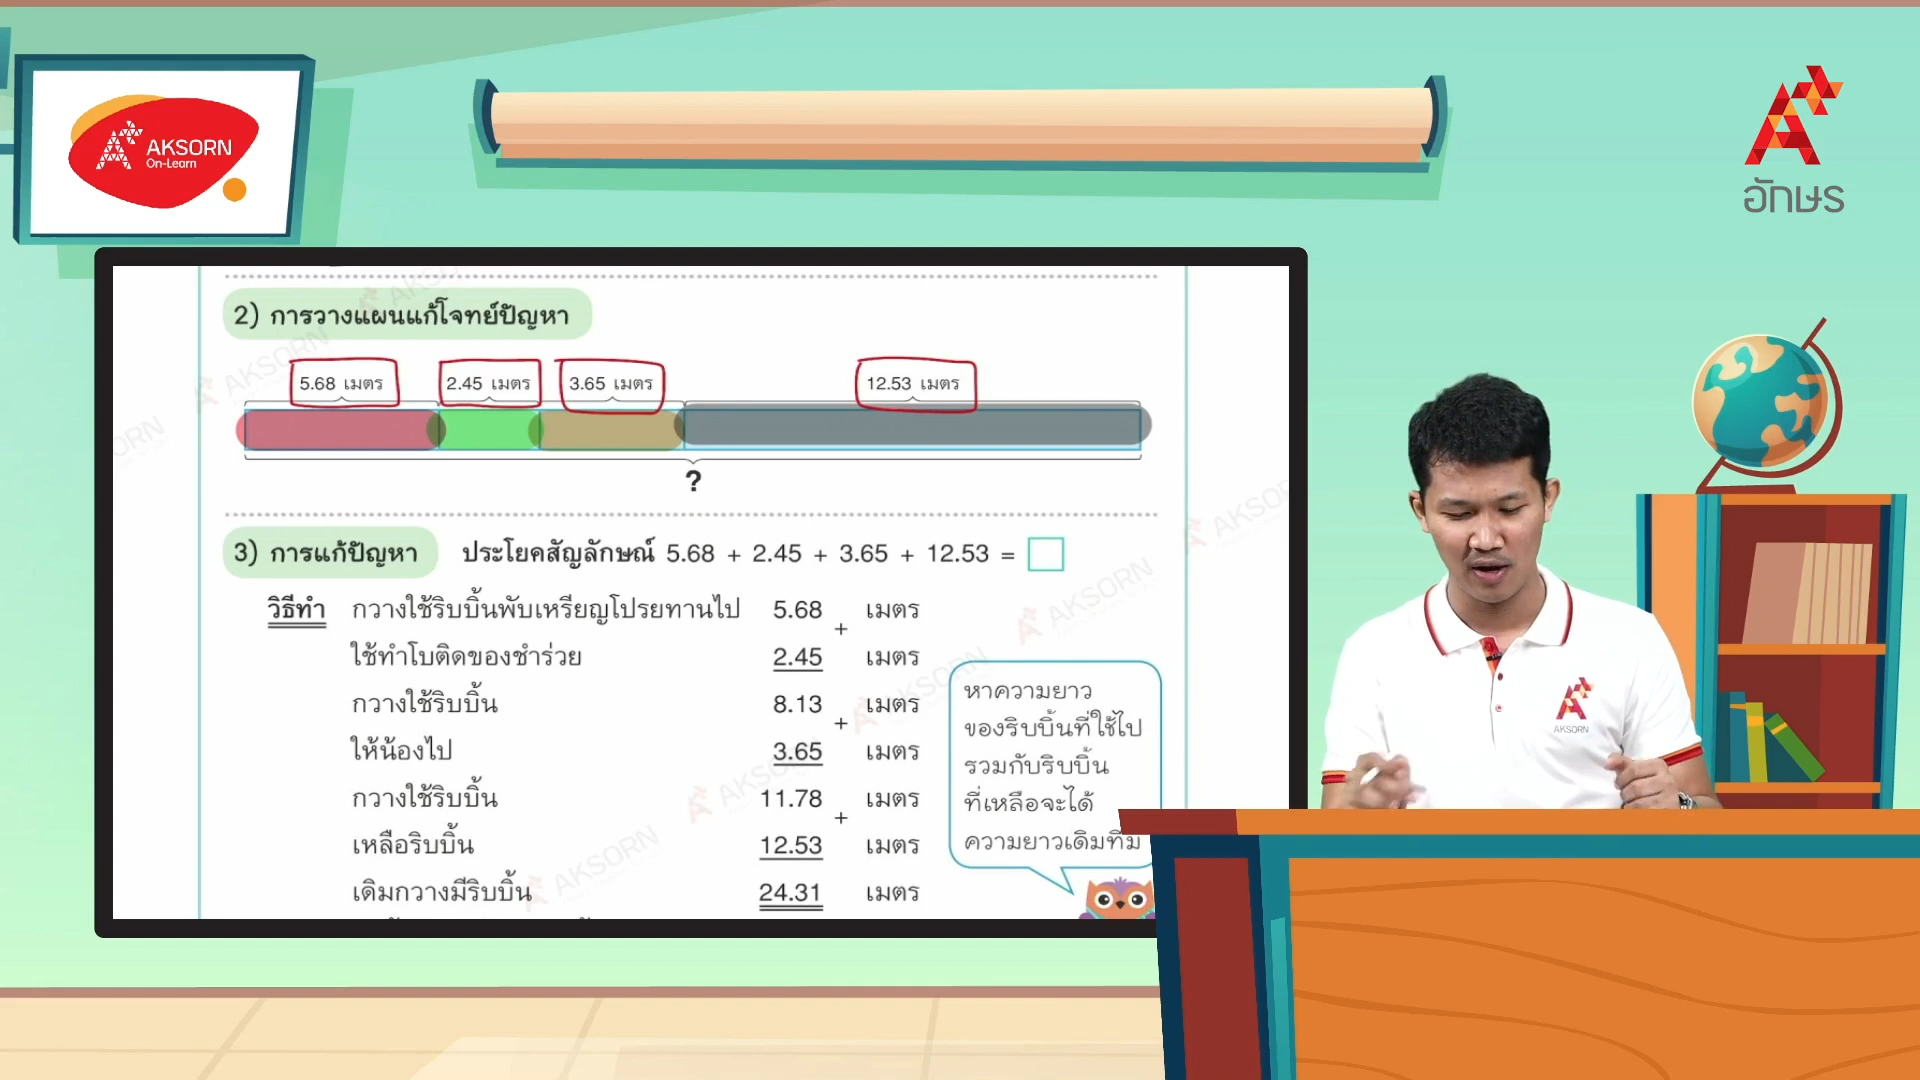 AKSORN
On-Learn
อักษร
2) การวางแผนแก้โจทย์ปัญหา
5.68 เมตร
2.45 เมตร
3.65 เมตร
12.53 เมตร
?
3) การแก้ปัญหา ประโยคสัญลักษณ์ 5.68 + 2.45 + 3.65 + 12.53 =
วิธีทำ กวางใช้ริบบิ้นพับเหรียญโปรยทานไป 5.68 เมตร
+
ใช้ทำโบติดของชำร่วย 2.45 เมตร
กวางใช้ริบบิ้น 8.13 เมตร
+
ให้น้องไป 3.65 เมตร
กวางใช้ริบบิ้น 11.78 เมตร
+
เหลือริบบิ้น 12.53 เมตร
เดิมกวางมีริบบิ้น 24.31 เมตร
หาความยาว
ของริบบิ้นที่ใช้ไป
รวมกับริบบิ้น
ที่เหลือจะได้
ความยาวเดิมที่มี
AKSORN